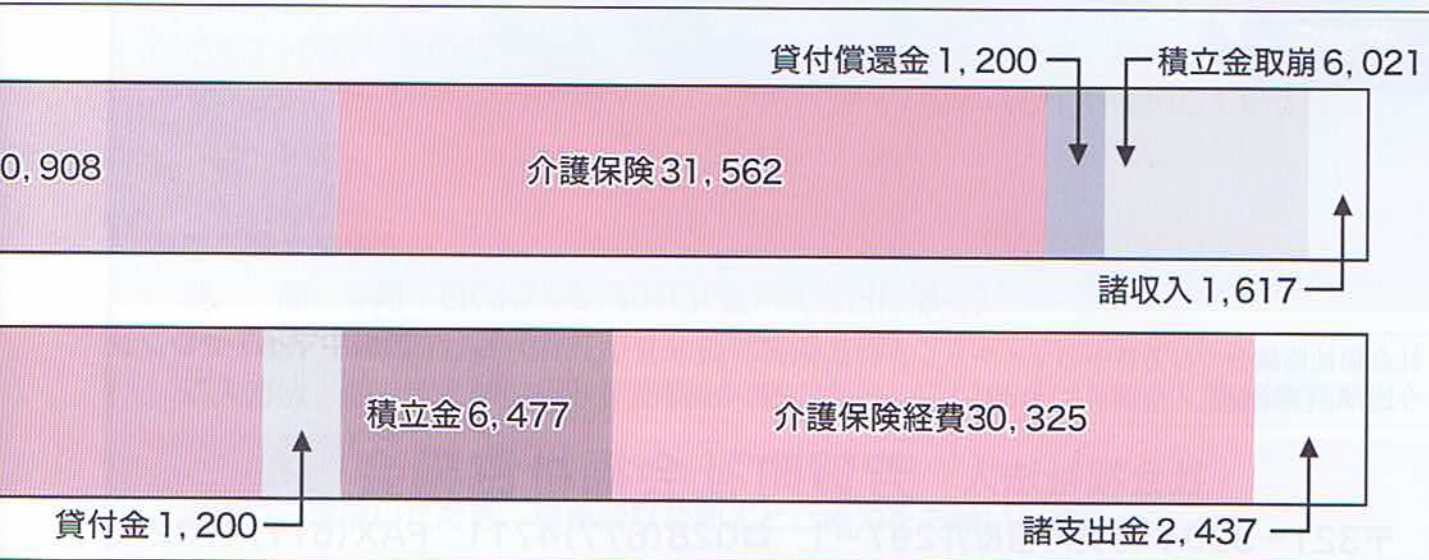 貸付償還金1,200
積立金取崩6,021
0,908
介護保険31,562
諸収入1,617
積立金6,477
介護保険経費30,325
貸付金1,200
諸支出金2,437